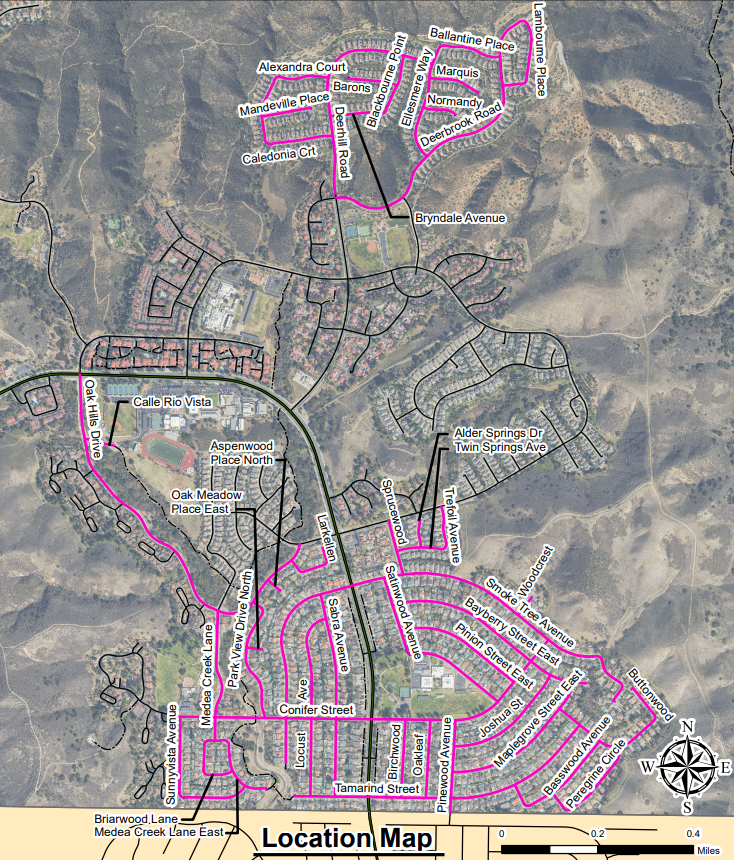 Lambourne Place
Ballantine Place
Blackbourne Point
Ellesmere Way
Alexandra Court
Marquis
Barons
Mandeville Place
Normandy
Deerhill Road
Deerbrook Road
Caledonia Crt
Bryndale Avenue
Oak Hills Drive
Calle Rio Vista
Alder Springs Dr
Twin Springs Ave
Aspenwood
Place North
Oak Meadow
Place East
Sprucewood
Trefoil Avenue
Larkellen
Woodcrest
Satinwood Avenue
Smoke Tree Avenue
Park View Drive North
Sabra Avenue
Bayberry Street East
Medea Creek Lane
Pinion Street East
Buttonwood
Locust Ave
Joshua St
Maplegrove Street East
Conifer Street
Sunnyvista Avenue
Birchwood
Oakleaf
Pinewood Avenue
Basswood Avenue
Peregrine Circle
Tamarind Street
N
W
E
S
Briarwood Lane
Medea Creek Lane East
Location Map
0 0.2 0.4
Miles